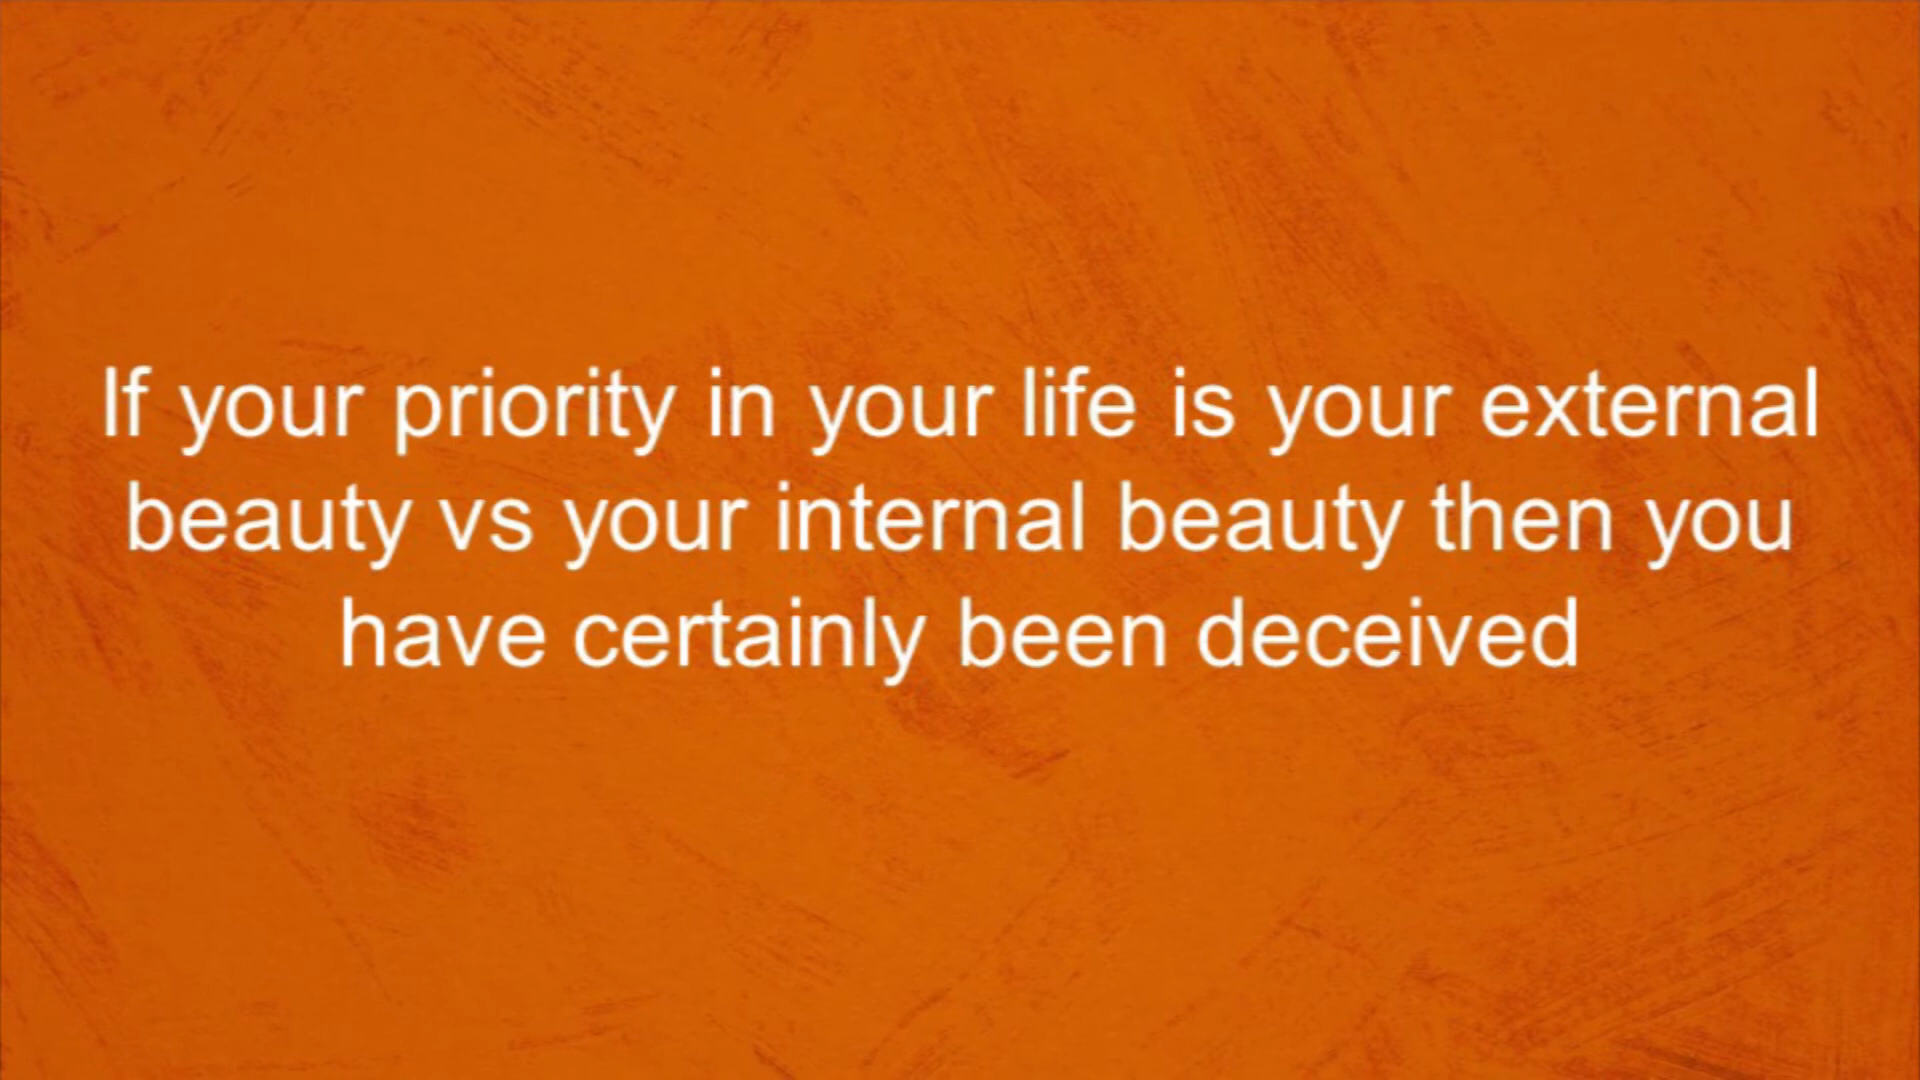 If your priority in your life is your external
beauty vs your internal beauty then you
have certainly been deceived